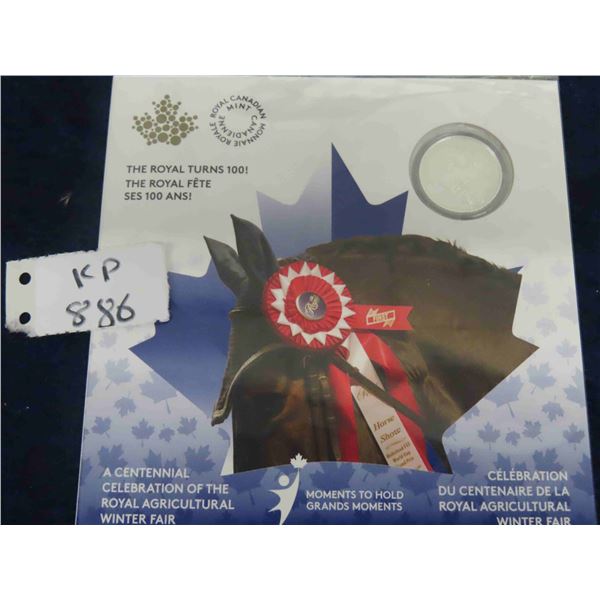 ROYAL CANADIAN MINT
MONNAIE ROYALE CANADIENNE
THE ROYAL TURNS 100!
THE ROYAL FÊTE
SES 100 ANS!
KP
886
FIRST
Horse
Show
A CENTENNIAL
CELEBRATION OF THE
ROYAL AGRICULTURAL
WINTER FAIR
MOMENTS TO HOLD
GRANDS MOMENTS
CÉLÉBRATION
DU CENTENAIRE DE LA
ROYAL AGRICULTURAL
WINTER FAIR